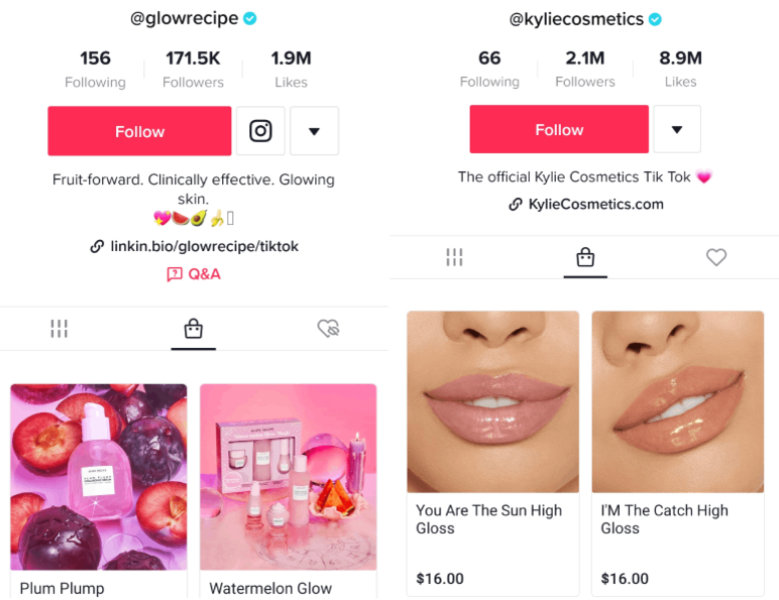 @glowrecipe
156
171.5K
1.9M
Following
Followers
Likes
Follow
Fruit-forward. Clinically effective. Glowing
skin.
linkin.bio/glowrecipe/tiktok
Q&A
Plum Plump
Watermelon Glow
@kyliecosmetics
66
2.1M
8.9M
Following
Followers
Likes
Follow
The official Kylie Cosmetics Tik Tok
KylieCosmetics.com
You Are The Sun High
Gloss
$16.00
I'M The Catch High
Gloss
$16.00